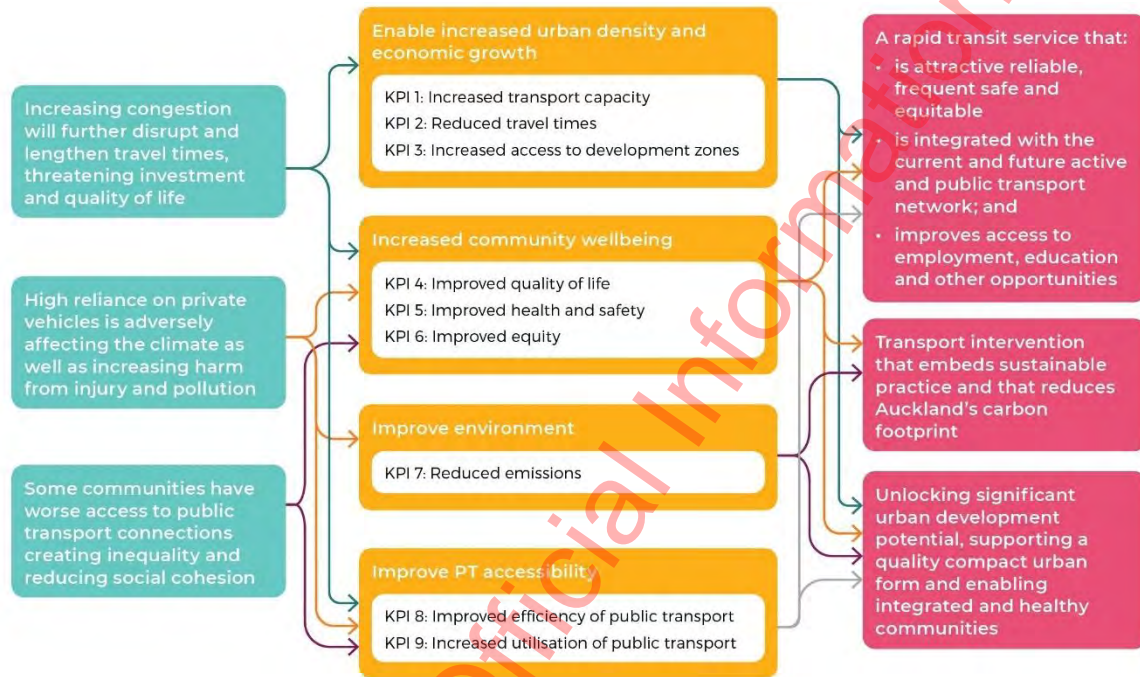 Increasing congestion
will further disrupt and
lengthen travel times,
threatening investment
and quality of life
High reliance on private
vehicles is adversely
affecting the climate as
well as increasing harm
from injury and pollution
Some communities have
worse access to public
transport connections
creating inequality and
reducing social cohesion
Enable increased urban density and
economic growth
KPI 1: Increased transport capacity
KPI 2: Reduced travel times
KPI 3: Increased access to development zones
Increased community wellbeing
KPI 4: Improved quality of life
KPI 5: Improved health and safety
KPI 6: Improved equity
Improve environment
KPI 7: Reduced emissions
Improve PT accessibility
KPI 8: Improved efficiency of public transport
KPI 9: Increased utilisation of public transport
A rapid transit service that:
• is attractive reliable,
frequent safe and
equitable
• is integrated with the
current and future active
and public transport
network; and
• improves access to
employment, education
and other opportunities
Transport intervention
that embeds sustainable
practice and that reduces
Auckland's carbon
footprint
Unlocking significant
urban development
potential, supporting a
quality compact urban
form and enabling
integrated and healthy
communities
Official Information